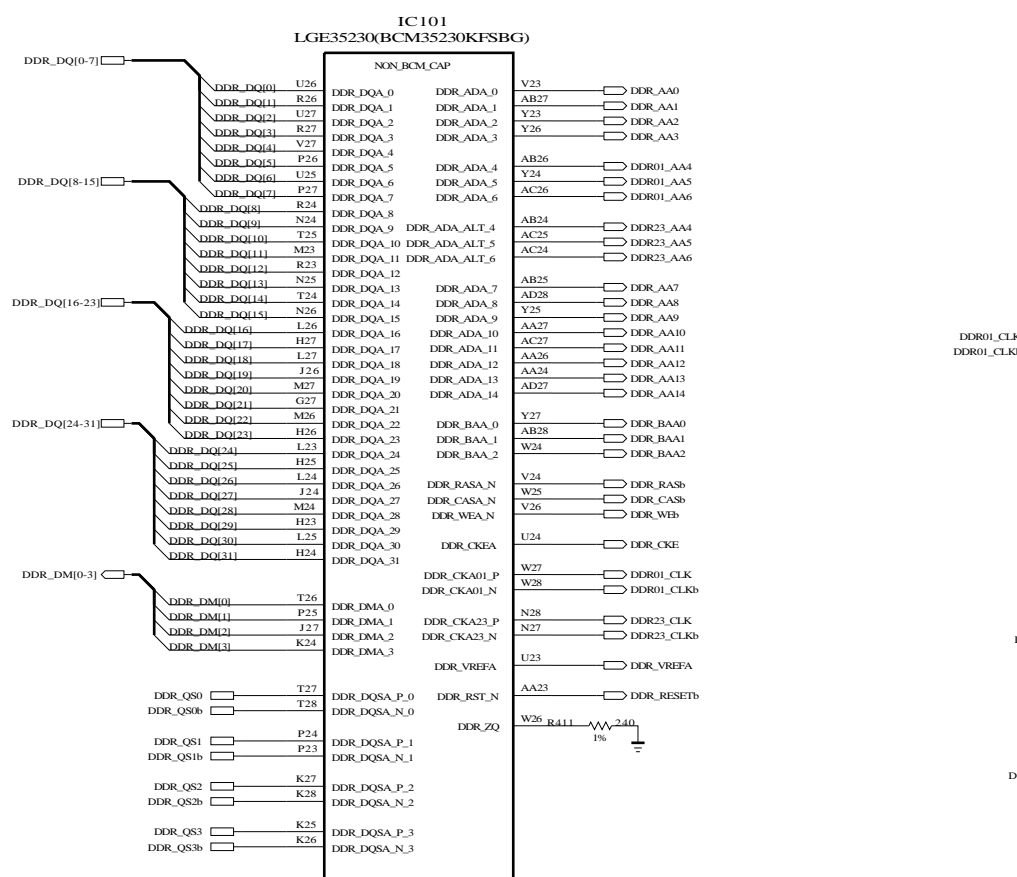 IC101
LGE35230(BCM35230KFSBG)
NON_BCM_CAP
DDR_DQ[0-7]
DDR_DQ[0] U26 DDR_DQA_0
DDR_DQ[1] R26 DDR_DQA_1
DDR_DQ[2] U27 DDR_DQA_2
DDR_DQ[3] R27 DDR_DQA_3
DDR_DQ[4] V27 DDR_DQA_4
DDR_DQ[5] P26 DDR_DQA_5
DDR_DQ[6] U25 DDR_DQA_6
DDR_DQ[7] P27 DDR_DQA_7
DDR_DQ[8-15]
DDR_DQ[8] R24 DDR_DQA_8
DDR_DQ[9] N24 DDR_DQA_9
DDR_DQ[10] T25 DDR_DQA_10
DDR_DQ[11] M23 DDR_DQA_11
DDR_DQ[12] R23 DDR_DQA_12
DDR_DQ[13] N25 DDR_DQA_13
DDR_DQ[14] T24 DDR_DQA_14
DDR_DQ[15] N26 DDR_DQA_15
DDR_DQ[16-23]
DDR_DQ[16] L26 DDR_DQA_16
DDR_DQ[17] H27 DDR_DQA_17
DDR_DQ[18] L27 DDR_DQA_18
DDR_DQ[19] J26 DDR_DQA_19
DDR_DQ[20] M27 DDR_DQA_20
DDR_DQ[21] G27 DDR_DQA_21
DDR_DQ[22] M26 DDR_DQA_22
DDR_DQ[23] H26 DDR_DQA_23
DDR_DQ[24-31]
DDR_DQ[24] L23 DDR_DQA_24
DDR_DQ[25] H25 DDR_DQA_25
DDR_DQ[26] L24 DDR_DQA_26
DDR_DQ[27] J24 DDR_DQA_27
DDR_DQ[28] M24 DDR_DQA_28
DDR_DQ[29] H23 DDR_DQA_29
DDR_DQ[30] L25 DDR_DQA_30
DDR_DQ[31] H24 DDR_DQA_31
DDR_DM[0-3]
DDR_DM[0] T26 DDR_DMA_0
DDR_DM[1] P25 DDR_DMA_1
DDR_DM[2] J27 DDR_DMA_2
DDR_DM[3] K24 DDR_DMA_3
DDR_QS0 T27 DDR_DQSA_P_0
DDR_QS0b T28 DDR_DQSA_N_0
DDR_QS1 P24 DDR_DQSA_P_1
DDR_QS1b P23 DDR_DQSA_N_1
DDR_QS2 K27 DDR_DQSA_P_2
DDR_QS2b K28 DDR_DQSA_N_2
DDR_QS3 K25 DDR_DQSA_P_3
DDR_QS3b K26 DDR_DQSA_N_3
DDR_ADA_0 V23 DDR_AA0
DDR_ADA_1 AB27 DDR_AA1
DDR_ADA_2 Y23 DDR_AA2
DDR_ADA_3 Y26 DDR_AA3
DDR_ADA_4 AB26 DDR01_AA4
DDR_ADA_5 Y24 DDR01_AA5
DDR_ADA_6 AC26 DDR01_AA6
DDR_ADA_ALT_4 AB24 DDR23_AA4
DDR_ADA_ALT_5 AC25 DDR23_AA5
DDR_ADA_ALT_6 AC24 DDR23_AA6
DDR_ADA_7 AB25 DDR_AA7
DDR_ADA_8 AD28 DDR_AA8
DDR_ADA_9 Y25 DDR_AA9
DDR_ADA_10 AA27 DDR_AA10
DDR_ADA_11 AC27 DDR_AA11
DDR_ADA_12 AA26 DDR_AA12
DDR_ADA_13 AA24 DDR_AA13
DDR_ADA_14 AD27 DDR_AA14
DDR_BAA_0 Y27 DDR_BAA0
DDR_BAA_1 AB28 DDR_BAA1
DDR_BAA_2 W24 DDR_BAA2
DDR_RASA_N V24 DDR_RASb
DDR_CASA_N W25 DDR_CASb
DDR_WEA_N V26 DDR_WEb
DDR_CKEA U24 DDR_CKE
DDR_CKA01_P W27 DDR01_CLK
DDR_CKA01_N W28 DDR01_CLKb
DDR_CKA23_P N28 DDR23_CLK
DDR_CKA23_N N27 DDR23_CLKb
DDR_VREFA U23 DDR_VREFA
DDR_RST_N AA23 DDR_RESETb
DDR_ZQ W26 R411 240
1%
DDR01_CLK
DDR01_CLK
D